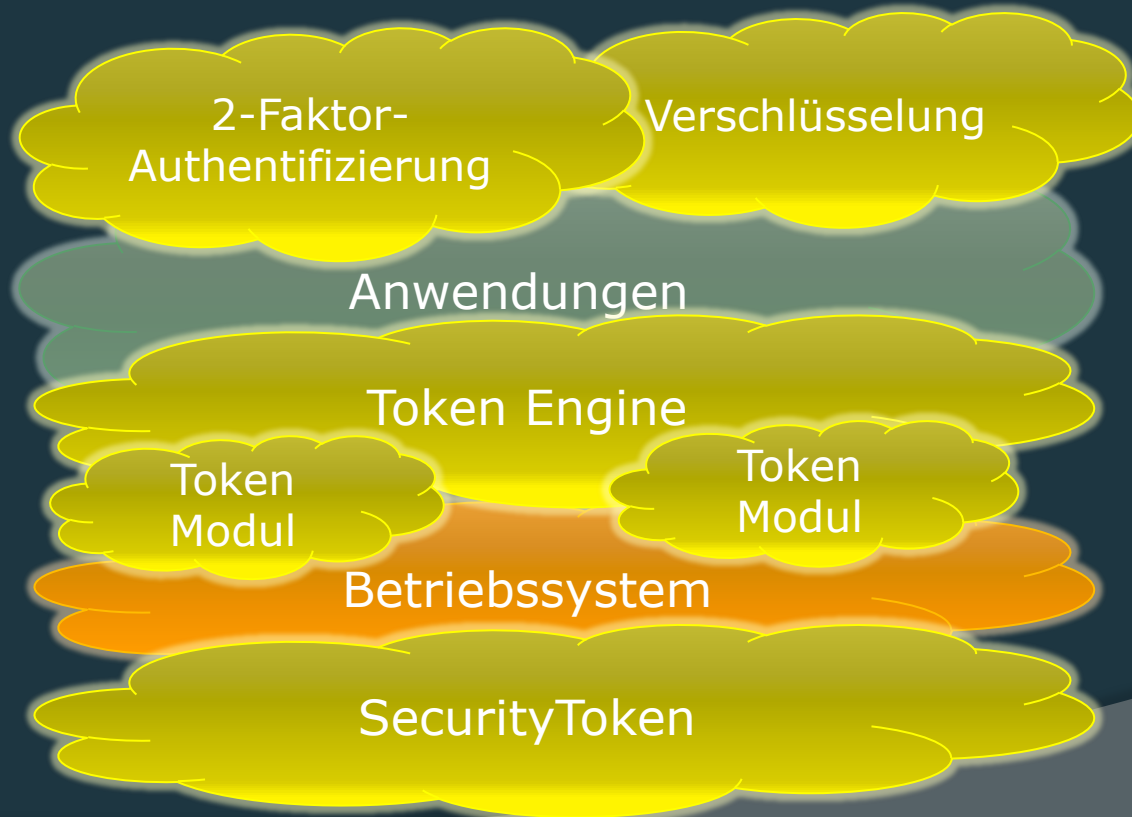 2-Faktor-
Authentifizierung
Verschlüsselung
Anwendungen
Token Engine
Token
Modul
Token
Modul
Betriebssystem
SecurityToken